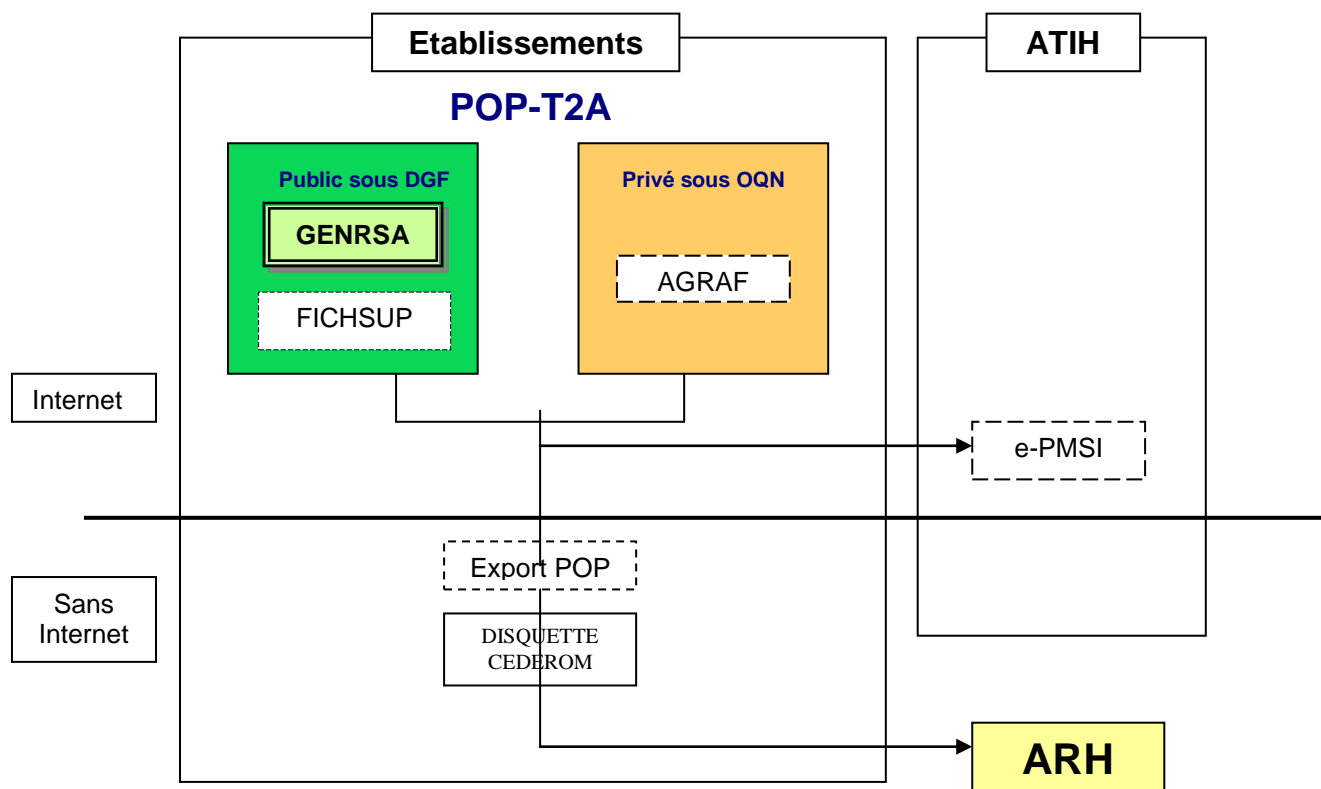 Etablissements
ATIH
POP-T2A
Public sous DGF
Privé sous OQN
GENRSA
AGRAF
FICHSUP
Internet
e-PMSI
Export POP
Sans
Internet
DISQUETTE
CEDEROM
ARH